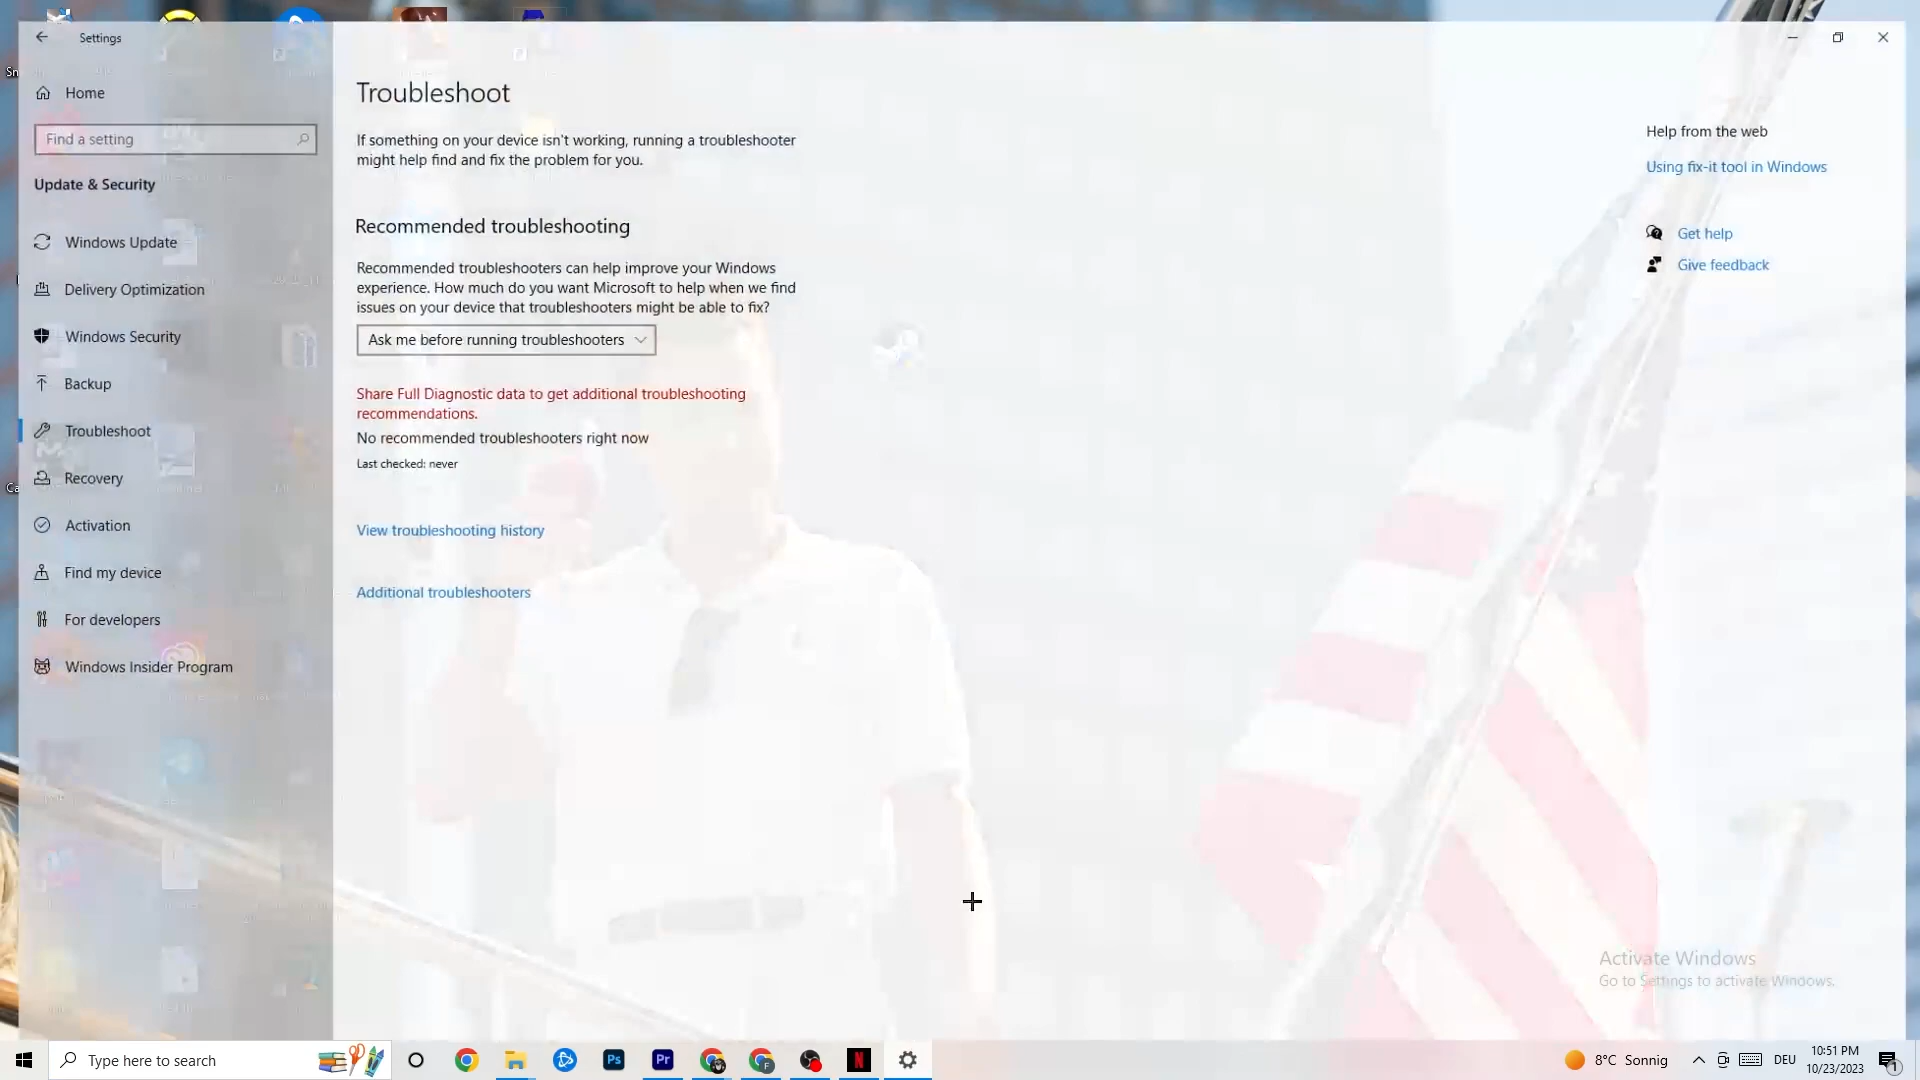 Settings
Home
Find a setting
Update & Security
Windows Update
Delivery Optimization
Windows Security
Backup
Troubleshoot
Recovery
Activation
Find my device
For developers
Windows Insider Program
Troubleshoot
If something on your device isn't working, running a troubleshooter
might help find and fix the problem for you.
Recommended troubleshooting
Recommended troubleshooters can help improve your Windows
experience. How much do you want Microsoft to help when we find
issues on your device that troubleshooters might be able to fix?
Ask me before running troubleshooters
Share Full Diagnostic data to get additional troubleshooting
recommendations.
No recommended troubleshooters right now
Last checked: never
View troubleshooting history
Additional troubleshooters
Help from the web
Using fix-it tool in Windows
Get help
Give feedback
Activate Windows
Go to Settings to activate Windows.
Type here to search
Ps
Pr
F
N
8°C Sonnig
DEU
10:51 PM
10/23/2023
1